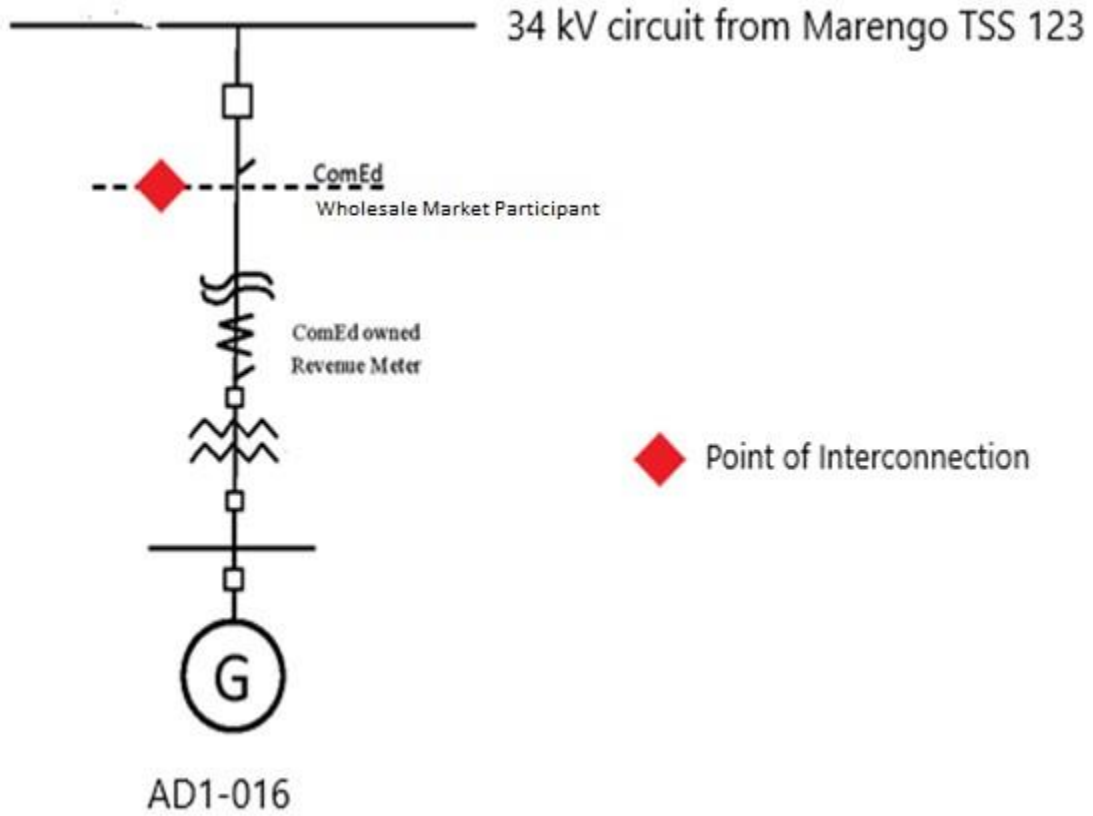 34 kV circuit from Marengo TSS 123
ComEd
Wholesale Market Participant
ComEd owned
Revenue Meter
Point of Interconnection
G
AD1-016